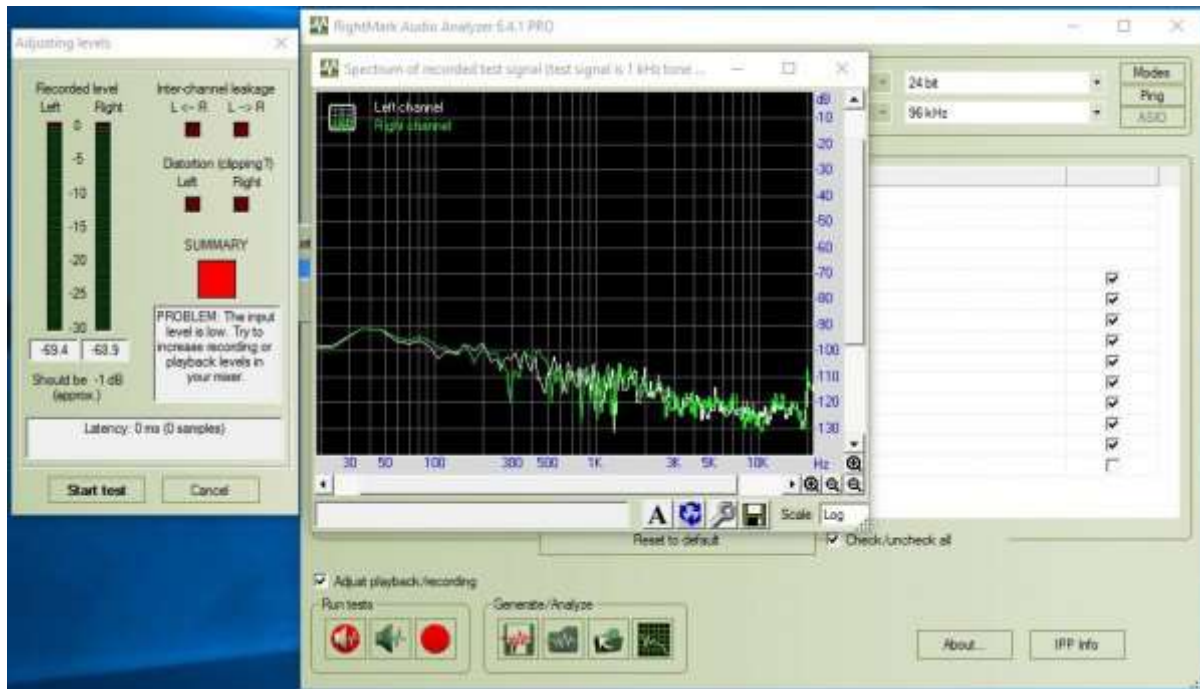 Adjusting levels
Recorded level
Left Right
0
-5
-10
-15
-20
-25
-30
-69.4 -68.9
Should be -1 dB
(approx.)
Inter-channel leakage
L <- R L -> R
Distortion (clipping?)
Left Right
SUMMARY
PROBLEM: The input
level is low. Try to
increase recording or
playback levels in
your mixer.
Latency: 0 ms (0 samples)
Start test Cancel
RightMark Audio Analyzer 6.4.1 PRO
24 bit
96 kHz
Modes
Ping
ASIO
Spectrum of recorded test signal (test signal is 1 kHz tone ...
Left channel
Right channel
dB
-10
-20
-30
-40
-50
-60
-70
-80
-90
-100
-110
-120
-130
30 50 100 300 500 1K 3K 5K 10K Hz
A Scale Log
Reset to default
Check/uncheck all
Adjust playback/recording
Run tests
Generate/Analyze
About... IPP info